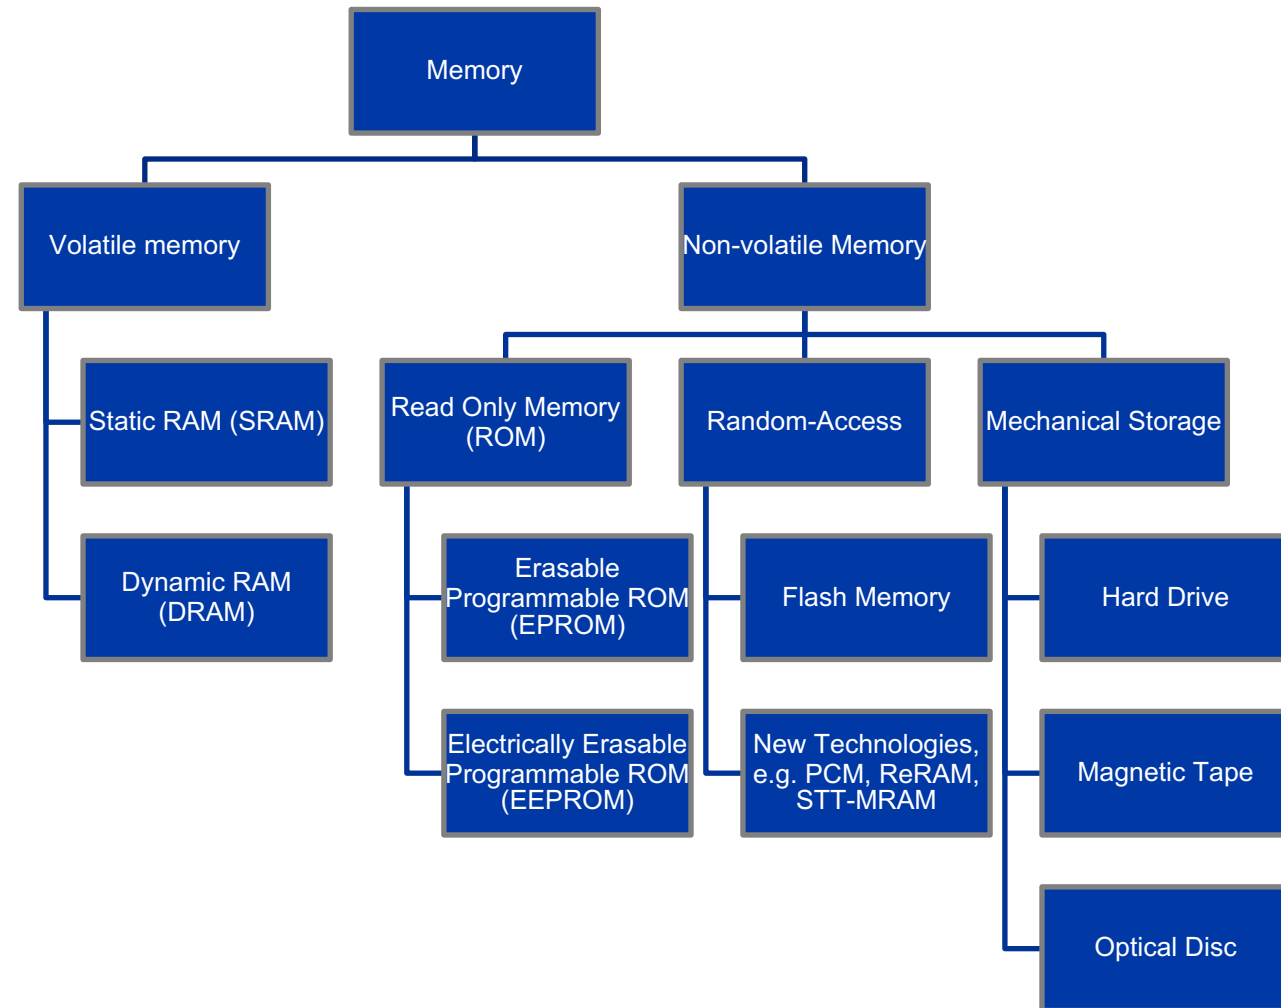 Memory
Volatile memory
Non-volatile Memory
Static RAM (SRAM)
Read Only Memory
(ROM)
Random-Access
Mechanical Storage
Dynamic RAM
(DRAM)
Erasable
Programmable ROM
(EPROM)
Flash Memory
Hard Drive
Electrically Erasable
Programmable ROM
(EEPROM)
New Technologies,
e.g. PCM, ReRAM,
STT-MRAM
Magnetic Tape
Optical Disc